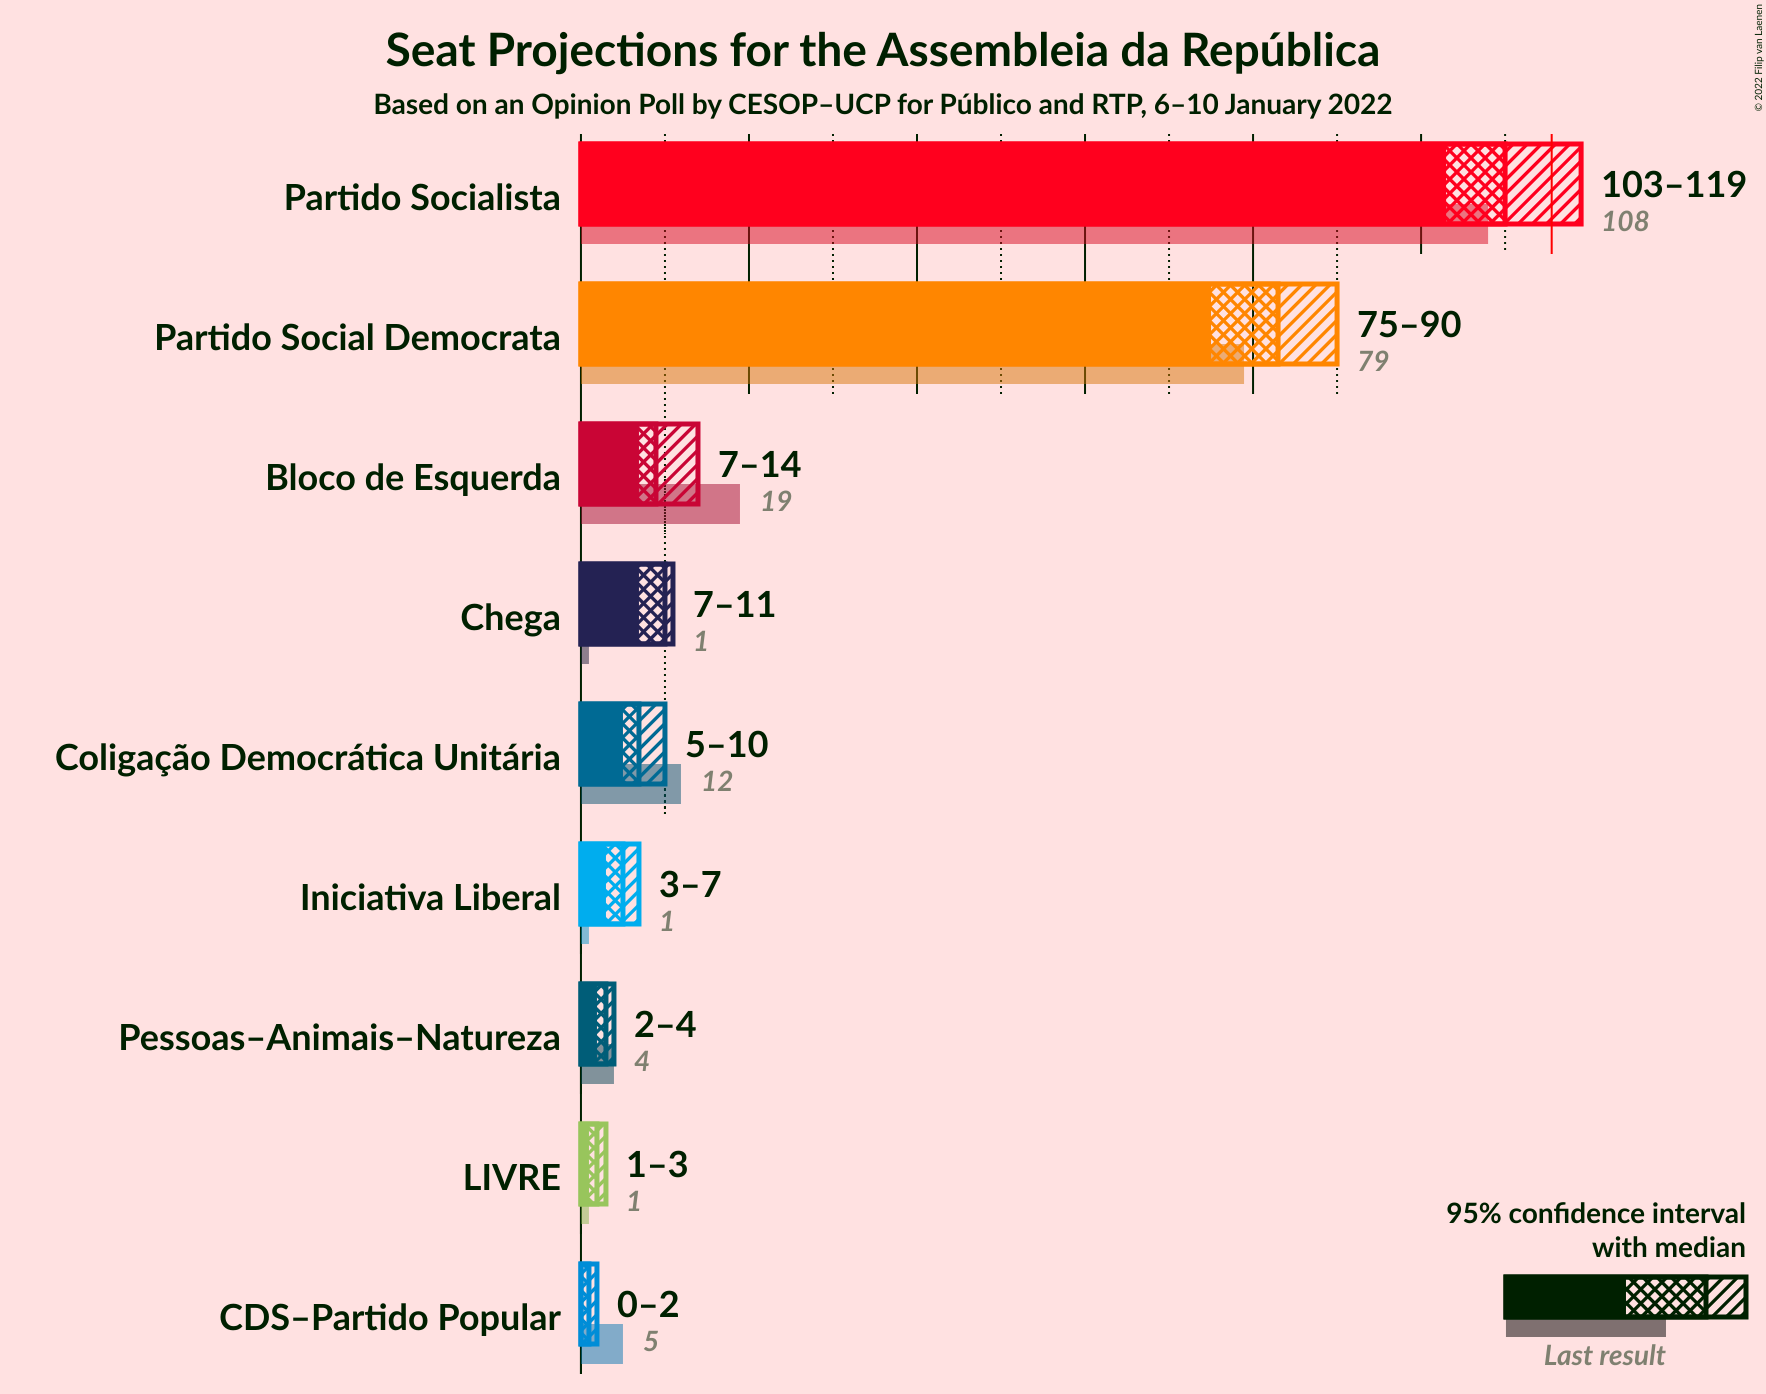 Seat Projections for the Assembleia da República
Based on an Opinion Poll by CESOP–UCP for Público and RTP, 6–10 January 2022
© 2022 Filip van Laenen
Partido Socialista
103–119
108
Partido Social Democrata
75–90
79
Bloco de Esquerda
7–14
19
Chega
7–11
1
Coligação Democrática Unitária
5–10
12
Iniciativa Liberal
3–7
1
Pessoas–Animais–Natureza
2–4
4
LIVRE
1–3
1
CDS–Partido Popular
0–2
5
95% confidence interval
with median
Last result